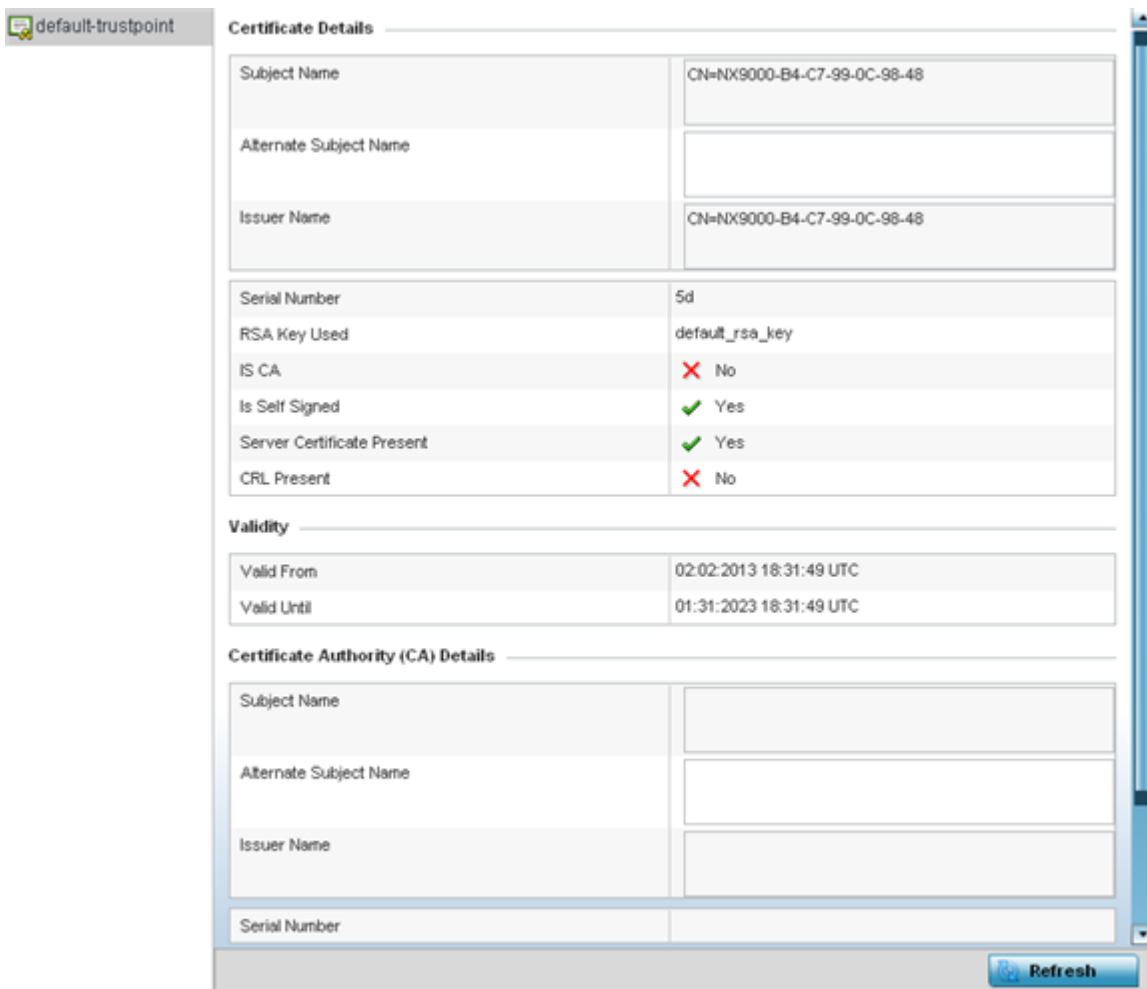 default-trustpoint
Certificate Details
Subject Name CN=NX9000-B4-C7-99-0C-98-48
Alternate Subject Name
Issuer Name CN=NX9000-B4-C7-99-0C-98-48
Serial Number 5d
RSA Key Used default_rsa_key
IS CA No
Is Self Signed Yes
Server Certificate Present Yes
CRL Present No
Validity
Valid From 02:02:2013 18:31:49 UTC
Valid Until 01:31:2023 18:31:49 UTC
Certificate Authority (CA) Details
Subject Name
Alternate Subject Name
Issuer Name
Serial Number
Refresh